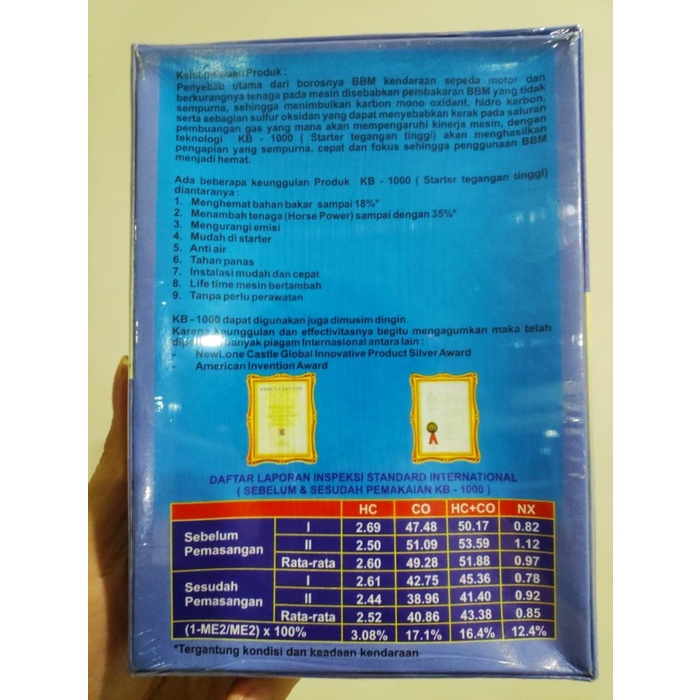 Keistimewaan Produk :
Penyebab utama dari borosnya BBM kendaraan sepeda motor dan
berkurangnya tenaga pada mesin disebabkan pembakaran BBM yang tidak
sempurna, sehingga menimbulkan karbon mono oxidant, hidro karbon,
serta sebagian sulfur oksidan yang dapat menyebabkan kerak pada saluran
pembuangan gas yang mana akan mempengaruhi kinerja mesin, dengan
teknologi KB - 1000 ( Starter tegangan tinggi) akan menghasilkan
pengapian yang sempurna, cepat dan fokus sehingga penggunaan BBM
menjadi hemat.
Ada beberapa keunggulan Produk KB - 1000 ( Starter tegangan tinggi)
diantaranya :
1. Menghemat bahan bakar sampai 18%*
2. Menambah tenaga (Horse Power) sampai dengan 35%*
3. Mengurangi emisi
4. Mudah di starter
5. Anti air
6. Tahan panas
7. Instalasi mudah dan cepat
8. Life time mesin bertambah
9. Tanpa perlu perawatan
KB - 1000 dapat digunakan juga dimusim dingin.
Karena keunggulan dan effectivitasnya begitu mengagumkan maka telah
banyak piagam Internasional antara lain :
- NewLone Castle Global Innovative Product Silver Award
- American Invention Award
DAFTAR LAPORAN INSPEKSI STANDARD INTERNATIONAL
( SEBELUM & SESUDAH PEMAKAIAN KB - 1000 )
HC CO HC+CO NX
Sebelum Pemasangan I 2.69 47.48 50.17 0.82
II 2.50 51.09 53.59 1.12
Rata-rata 2.60 49.28 51.88 0.97
Sesudah Pemasangan I 2.61 42.75 45.36 0.78
II 2.44 38.96 41.40 0.92
Rata-rata 2.52 40.86 43.38 0.85
(1-ME2/ME2) x 100% 3.08% 17.1% 16.4% 12.4%
*Tergantung kondisi dan keadaan kendaraan